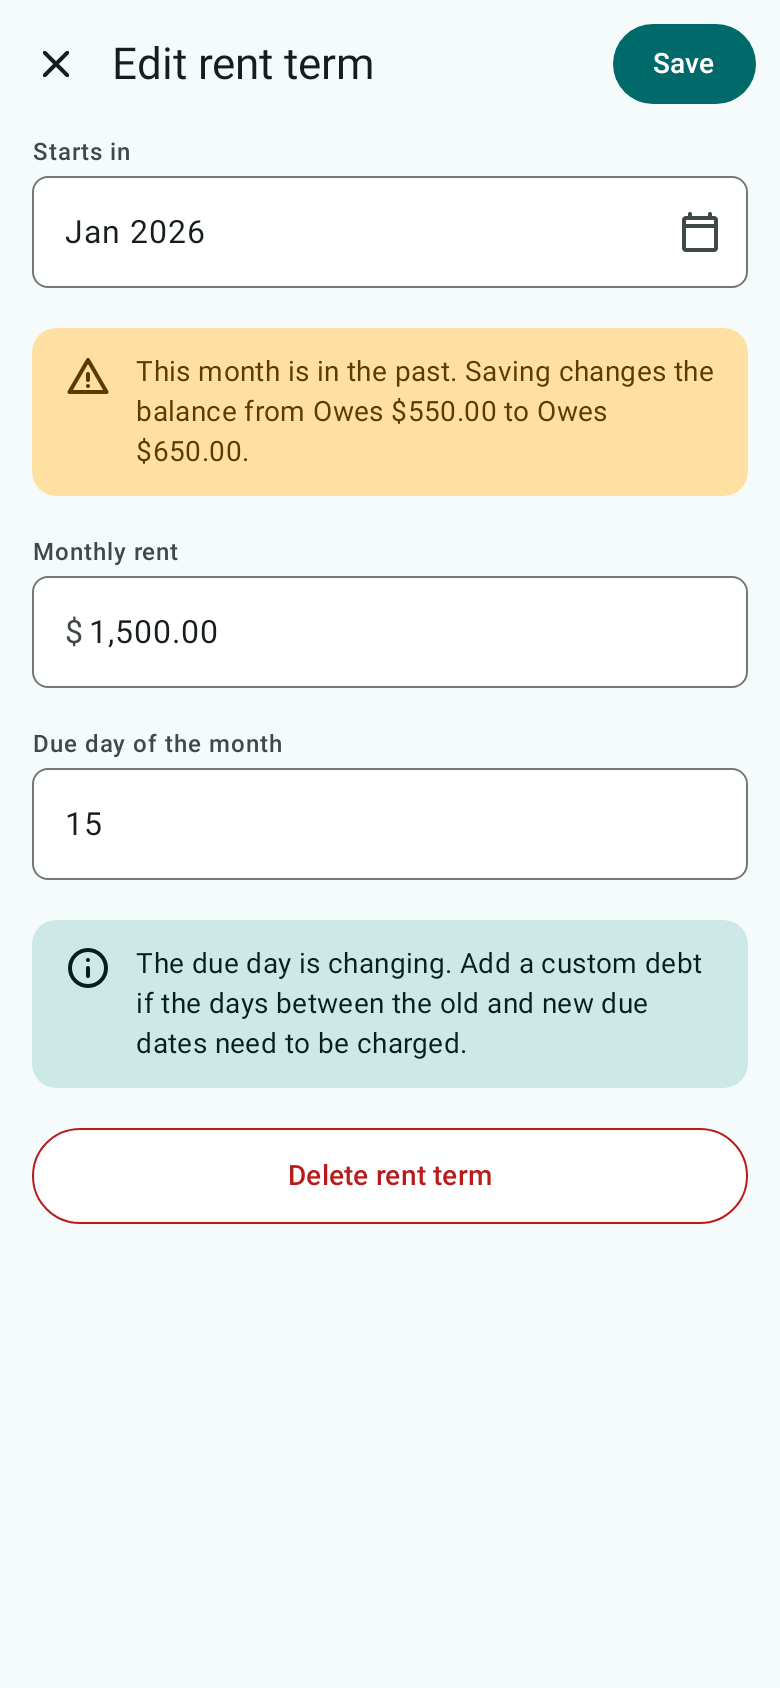 Edit rent term
Save
Starts in
Jan 2026
This month is in the past. Saving changes the
balance from Owes $550.00 to Owes
$650.00.
Monthly rent
$ 1,500.00
Due day of the month
15
The due day is changing. Add a custom debt
if the days between the old and new due
dates need to be charged.
Delete rent term